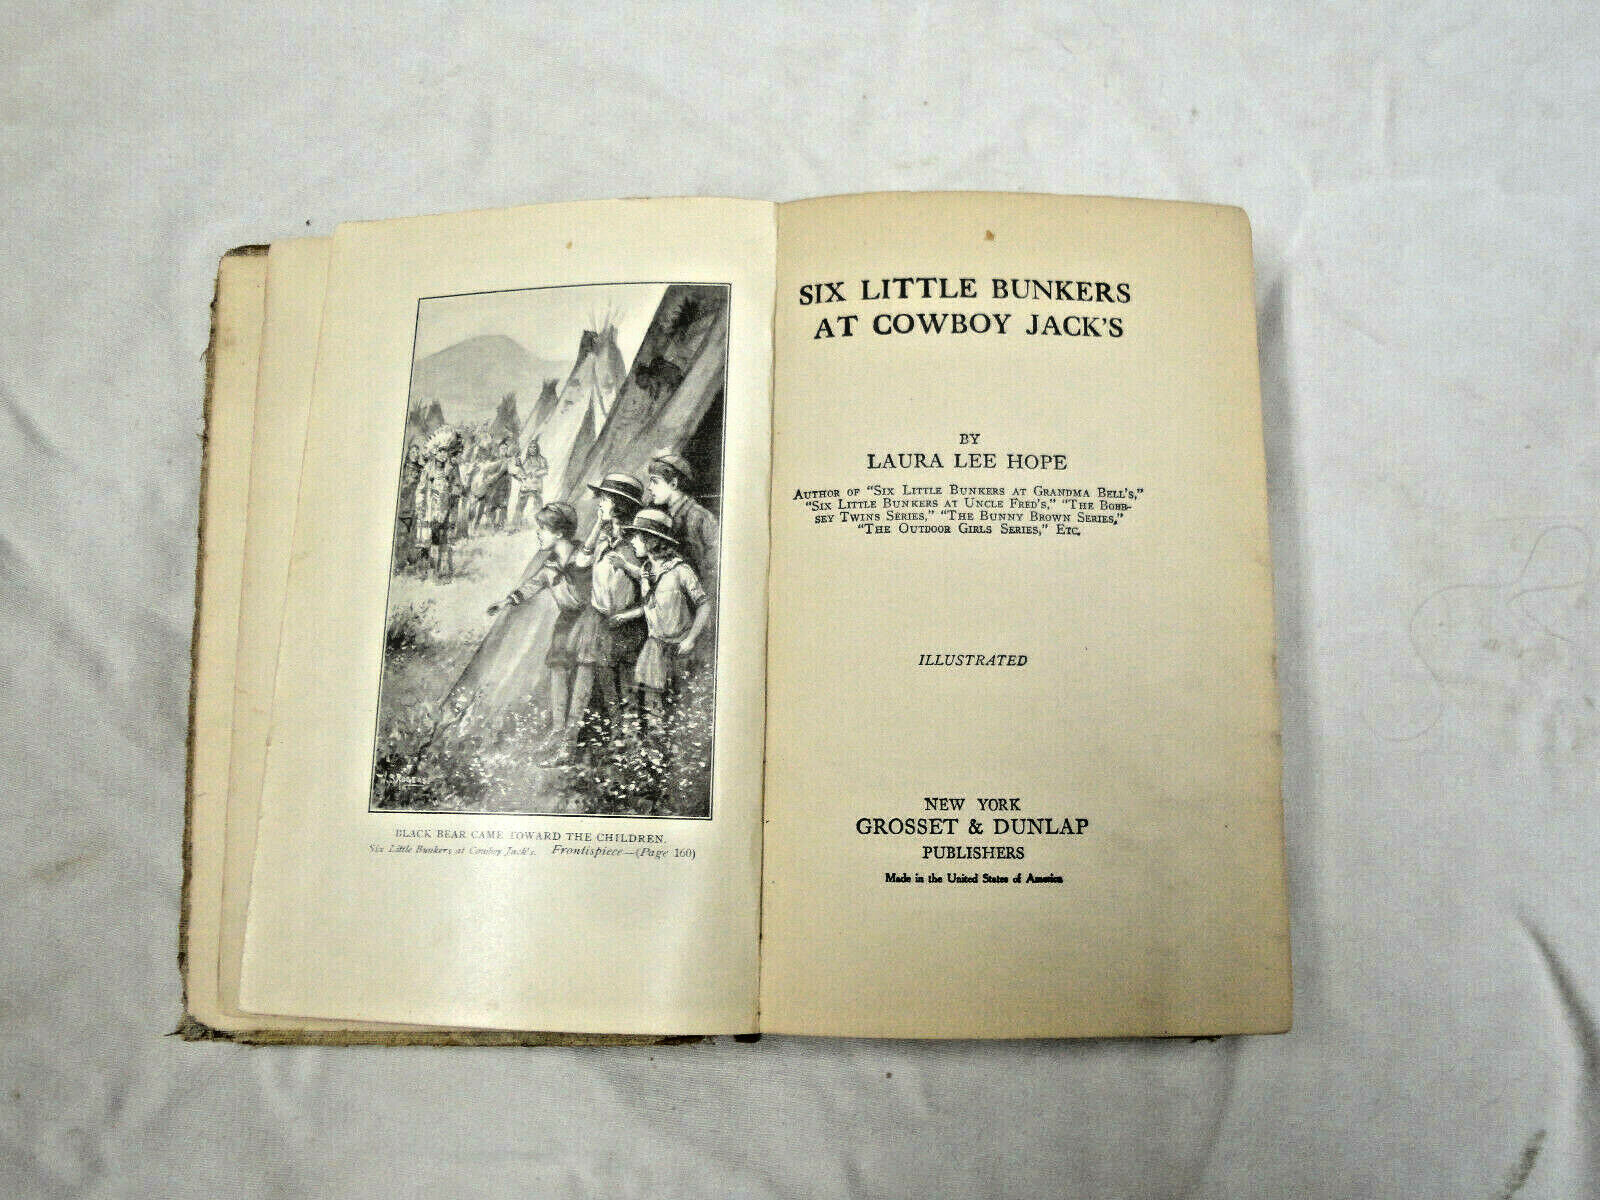 W.S.ROGERS
BLACK BEAR CAME TOWARD THE CHILDREN.
Six Little Bunkers at Cowboy Jack's. Frontispiece—(Page 160)
SIX LITTLE BUNKERS
AT COWBOY JACK'S
BY
LAURA LEE HOPE
AUTHOR OF "SIX LITTLE BUNKERS AT GRANDMA BELL'S,"
"SIX LITTLE BUNKERS AT UNCLE FRED'S," "THE BOBB-
SEY TWINS SERIES," "THE BUNNY BROWN SERIES,"
"THE OUTDOOR GIRLS SERIES," ETC.
ILLUSTRATED
NEW YORK
GROSSET & DUNLAP
PUBLISHERS
Made in the United States of America